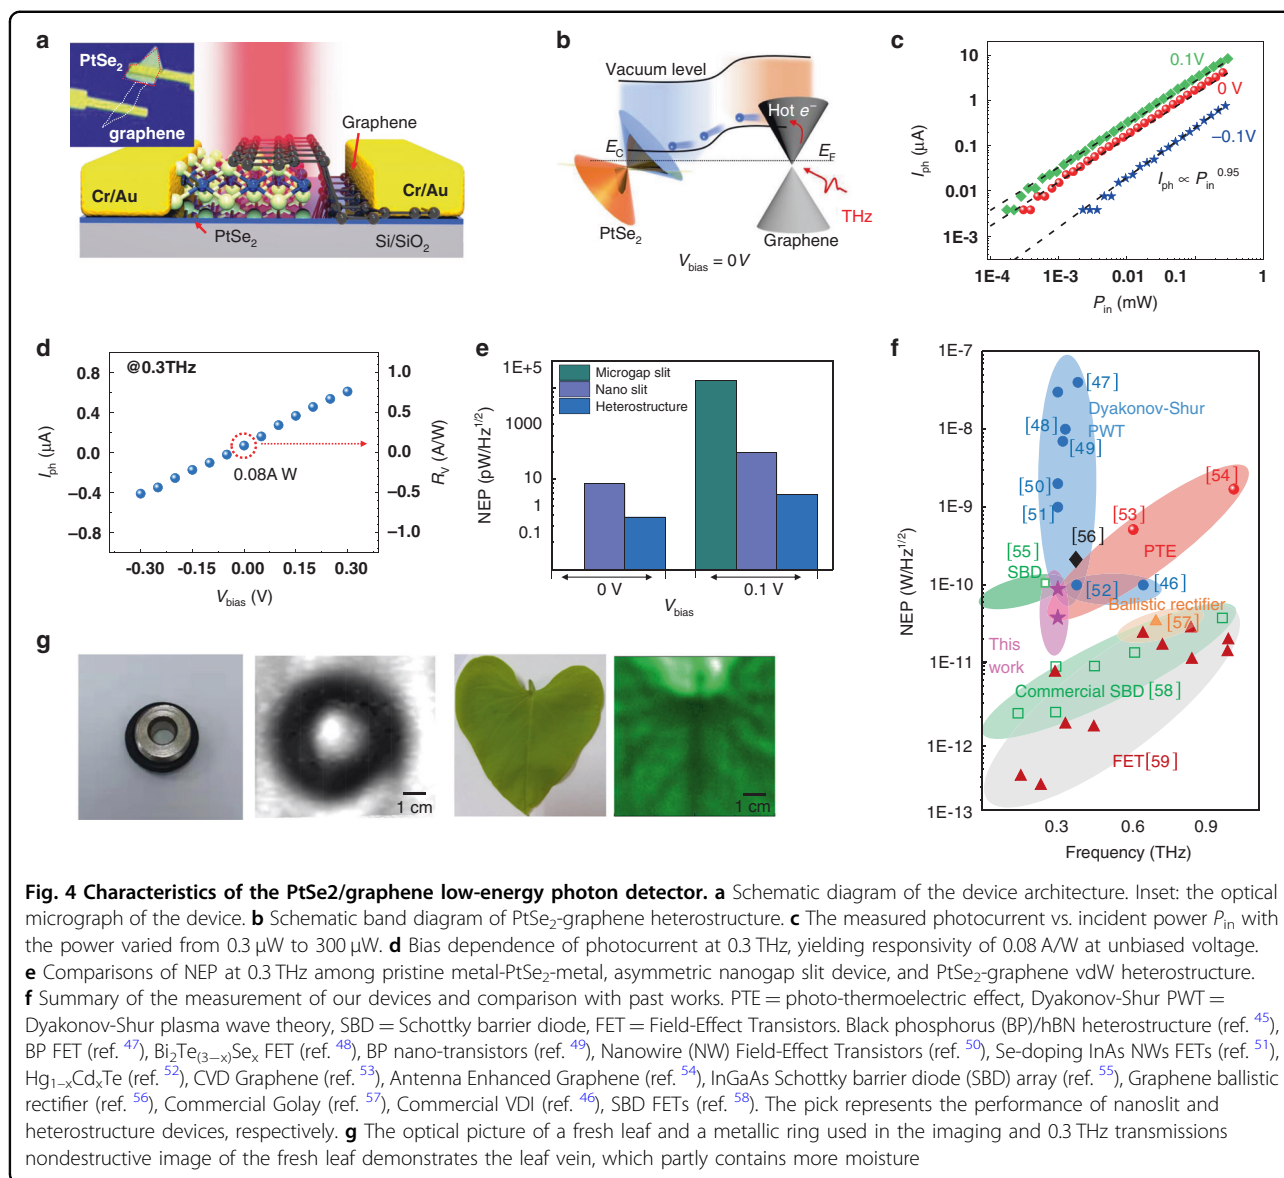 a
PtSe2
graphene
Graphene
Cr/Au
Cr/Au
PtSe2
Si/SiO2
b
Vacuum level
Hot e−
EC
EF
THz
PtSe2
Graphene
Vbias = 0V
c
10
1
0.1
0.01
1E-3
Iph (μA)
0.1V
0 V
−0.1V
Iph ∝ Pin^0.95
1E-4
1E-3
0.01
0.1
1
Pin (mW)
d
@0.3THz
0.8
0.4
0.0
−0.4
−0.8
Iph (μA)
1.0
0.5
0.0
−0.5
−1.0
RV (A/W)
0.08A W
-0.30
-0.15
0.00
0.15
0.30
Vbias (V)
e
1E+5
1000
10
1
0.1
NEP (pW/Hz1/2)
Microgap slit
Nano slit
Heterostructure
0 V
0.1 V
Vbias
f
1E-7
1E-8
1E-9
1E-10
1E-11
1E-12
1E-13
NEP (W/Hz1/2)
[47]
Dyakonov-Shur
PWT
[48]
[49]
[50]
[51]
[54]
[53]
PTE
[56]
[55]
SBD
[52]
[46]
Ballistic rectifier
[57]
This
work
Commercial SBD [58]
FET[59]
0.3
0.6
0.9
Frequency (THz)
g
1 cm
1 cm
Fig. 4 Characteristics of the PtSe2/graphene low-energy photon detector. a Schematic diagram of the device architecture. Inset: the optical
micrograph of the device. b Schematic band diagram of PtSe2-graphene heterostructure. c The measured photocurrent vs. incident power Pin with
the power varied from 0.3 μW to 300 μW. d Bias dependence of photocurrent at 0.3 THz, yielding responsivity of 0.08 A/W at unbiased voltage.
e Comparisons of NEP at 0.3 THz among pristine metal-PtSe2-metal, asymmetric nanogap slit device, and PtSe2-graphene vdW heterostructure.
f Summary of the measurement of our devices and comparison with past works. PTE = photo-thermoelectric effect, Dyakonov-Shur PWT =
Dyakonov-Shur plasma wave theory, SBD = Schottky barrier diode, FET = Field-Effect Transistors. Black phosphorus (BP)/hBN heterostructure (ref. 45),
BP FET (ref. 47), Bi2Te(3−x)Sex FET (ref. 48), BP nano-transistors (ref. 49), Nanowire (NW) Field-Effect Transistors (ref. 50), Se-doping InAs NWs FETs (ref. 51),
Hg1−xCdxTe (ref. 52), CVD Graphene (ref. 53), Antenna Enhanced Graphene (ref. 54), InGaAs Schottky barrier diode (SBD) array (ref. 55), Graphene ballistic
rectifier (ref. 56), Commercial Golay (ref. 57), Commercial VDI (ref. 46), SBD FETs (ref. 58). The pick represents the performance of nanoslit and
heterostructure devices, respectively. g The optical picture of a fresh leaf and a metallic ring used in the imaging and 0.3 THz transmissions
nondestructive image of the fresh leaf demonstrates the leaf vein, which partly contains more moisture